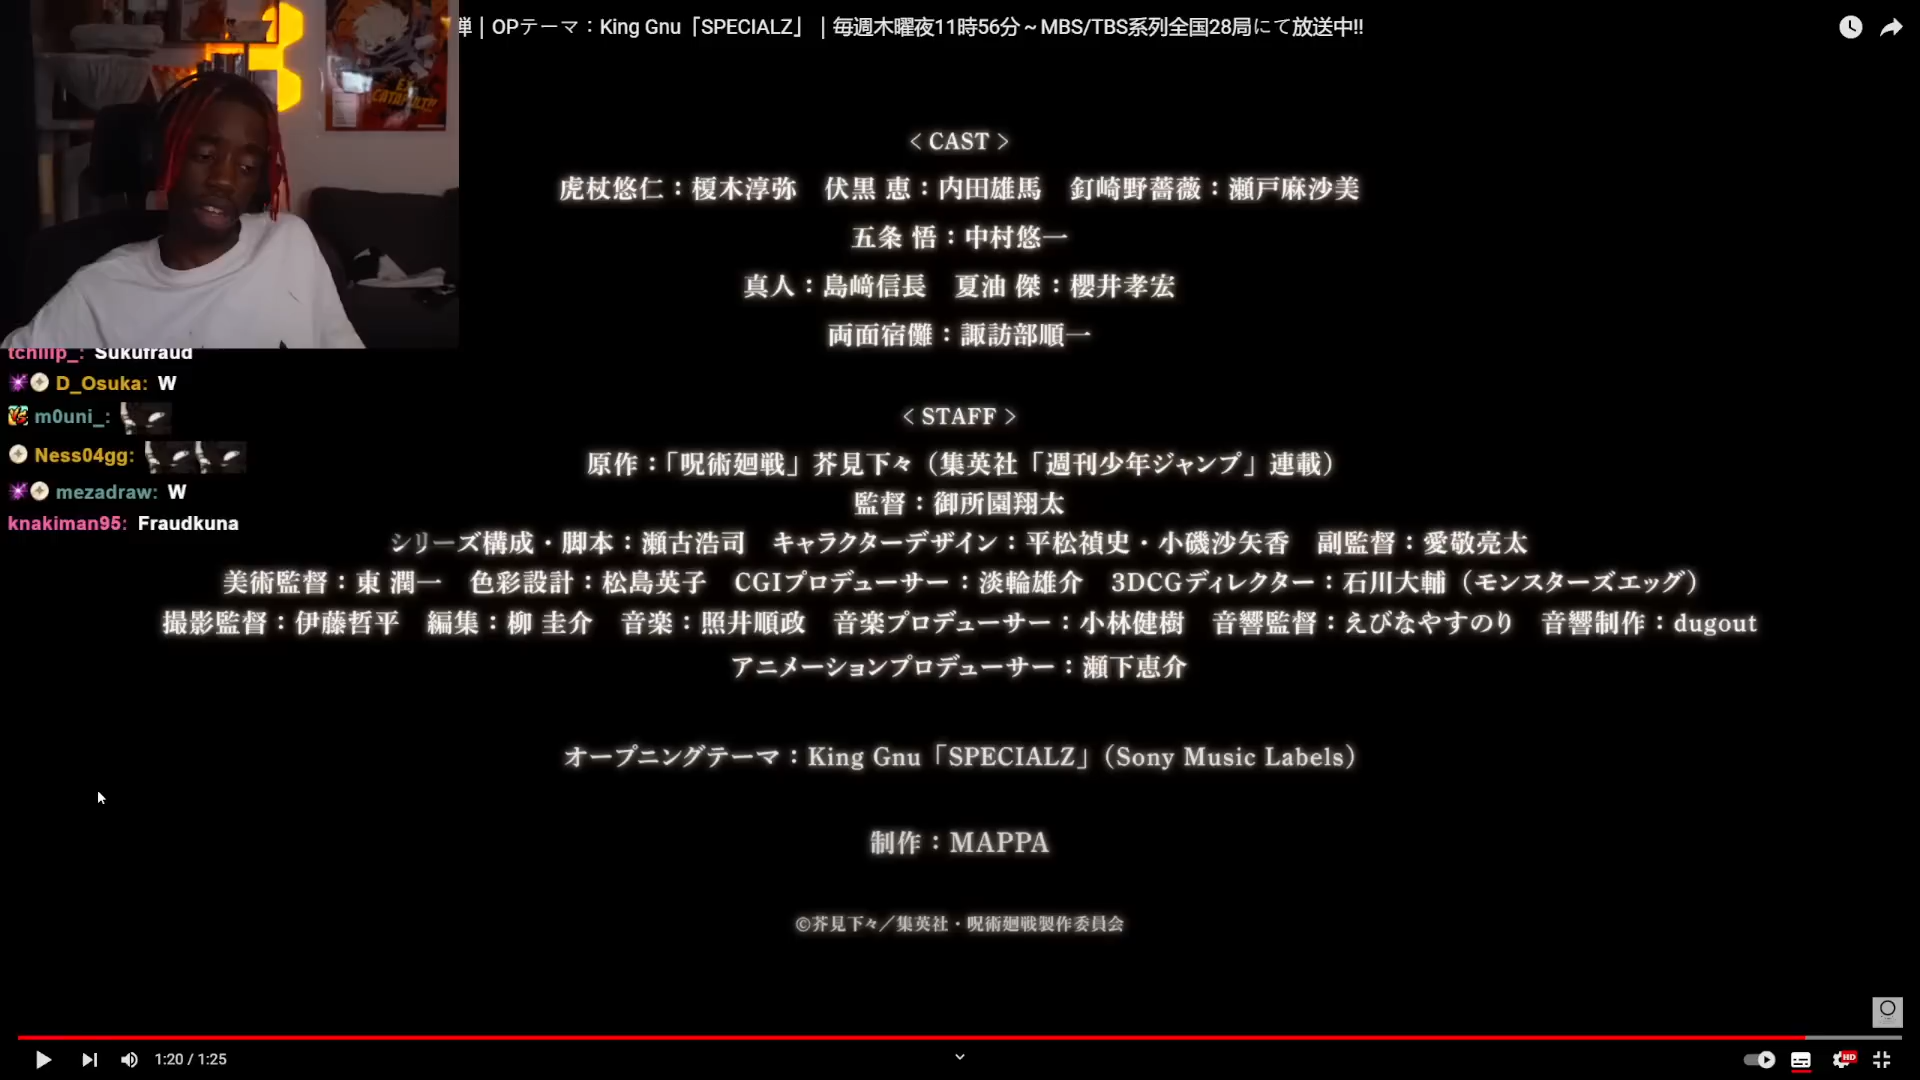 弾 | OPテーマ：King Gnu「SPECIALZ」 | 毎週木曜夜11時56分～MBS/TBS系列全国28局にて放送中!!
EX
CATAPULT!!
< CAST >
虎杖悠仁：榎木淳弥　伏黒 恵：内田雄馬　釘崎野薔薇：瀬戸麻沙美
五条 悟：中村悠一
真人：島﨑信長　夏油 傑：櫻井孝宏
両面宿儺：諏訪部順一
tchilip_: Sukufraud
D_Osuka: W
m0uni_:
Ness04gg:
mezadraw: W
knakiman95: Fraudkuna
< STAFF >
原作：「呪術廻戦」芥見下々（集英社「週刊少年ジャンプ」連載）
監督：御所園翔太
シリーズ構成・脚本：瀬古浩司　キャラクターデザイン：平松禎史・小磯沙矢香　副監督：愛敬亮太
美術監督：東 潤一　色彩設計：松島英子　CGIプロデューサー：淡輪雄介　3DCGディレクター：石川大輔（モンスターズエッグ）
撮影監督：伊藤哲平　編集：柳 圭介　音楽：照井順政　音楽プロデューサー：小林健樹　音響監督：えびなやすのり　音響制作：dugout
アニメーションプロデューサー：瀬下恵介
オープニングテーマ：King Gnu「SPECIALZ」（Sony Music Labels）
制作：MAPPA
©芥見下々／集英社・呪術廻戦製作委員会
1:20 / 1:25
HD